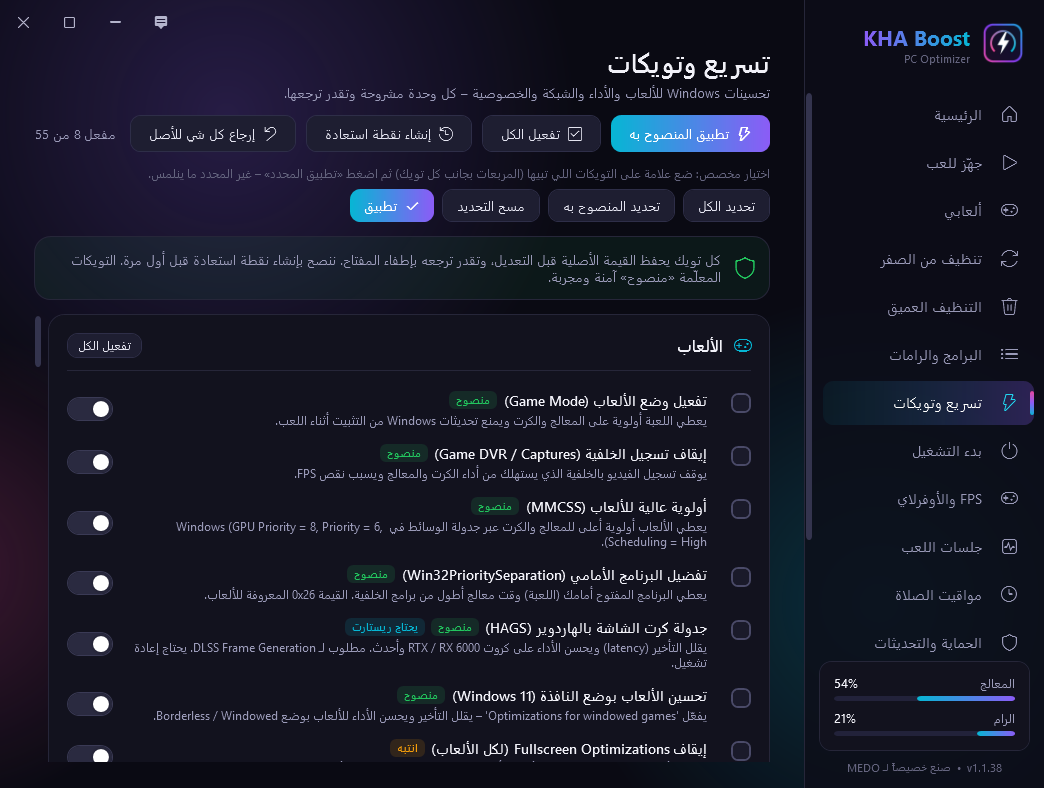 KHA Boost
PC Optimizer
الرئيسية
جهّز للعب
ألعابي
تنظيف من الصفر
التنظيف العميق
البرامج والرامات
تسريع وتويكات
بدء التشغيل
FPS والأوفرلاي
جلسات اللعب
مواقيت الصلاة
الحماية والتحديثات
المعالج 54%
الرام 21%
v1.1.38 • صنع خصيصاً لـ MEDO
تسريع وتويكات
تحسينات Windows للألعاب والأداء والشبكة والخصوصية – كل وحدة مشروحة وتقدر ترجعها.
تطبيق المنصوح به
تفعيل الكل
إنشاء نقطة استعادة
إرجاع كل شي للأصل
مفعل 8 من 55
اختيار مخصص: ضع علامة على التويكات اللي تبيها (المربعات بجانب كل تويك) ثم اضغط «تطبيق المحدد» – غير المحدد ما ينلمس.
تحديد الكل
تحديد المنصوح به
مسح التحديد
تطبيق
كل تويك يحفظ القيمة الأصلية قبل التعديل، وتقدر ترجعه بإطفاء المفتاح. ننصح بإنشاء نقطة استعادة قبل أول مرة. التويكات
المعلّمة «منصوح» آمنة ومجربة.
الألعاب
تفعيل الكل
تفعيل وضع الألعاب (Game Mode) منصوح
يعطي اللعبة أولوية على المعالج والكرت ويمنع تحديثات Windows من التثبيت أثناء اللعب.
إيقاف تسجيل الخلفية (Game DVR / Captures) منصوح
يوقف تسجيل الفيديو بالخلفية الذي يستهلك من أداء الكرت والمعالج ويسبب نقص FPS.
أولوية عالية للألعاب (MMCSS) منصوح
يعطي الألعاب أولوية أعلى للمعالج والكرت عبر جدولة الوسائط في Windows (GPU Priority = 8, Priority = 6,
Scheduling = High).
تفضيل البرنامج الأمامي (Win32PrioritySeparation) منصوح
يعطي البرنامج المفتوح أمامك (اللعبة) وقت معالج أطول من برامج الخلفية. القيمة 0x26 المعروفة للألعاب.
جدولة كرت الشاشة بالهاردوير (HAGS) منصوح يحتاج ريستارت
يقلل التأخير (latency) ويحسن الأداء على كروت RTX / RX 6000 وأحدث. مطلوب لـ DLSS Frame Generation. يحتاج إعادة
تشغيل.
تحسين الألعاب بوضع النافذة (Windows 11) منصوح
يفعّل 'Optimizations for windowed games' – يقلل التأخير ويحسن الأداء للألعاب بوضع Borderless / Windowed.
إيقاف Fullscreen Optimizations (لكل الألعاب) انتبه